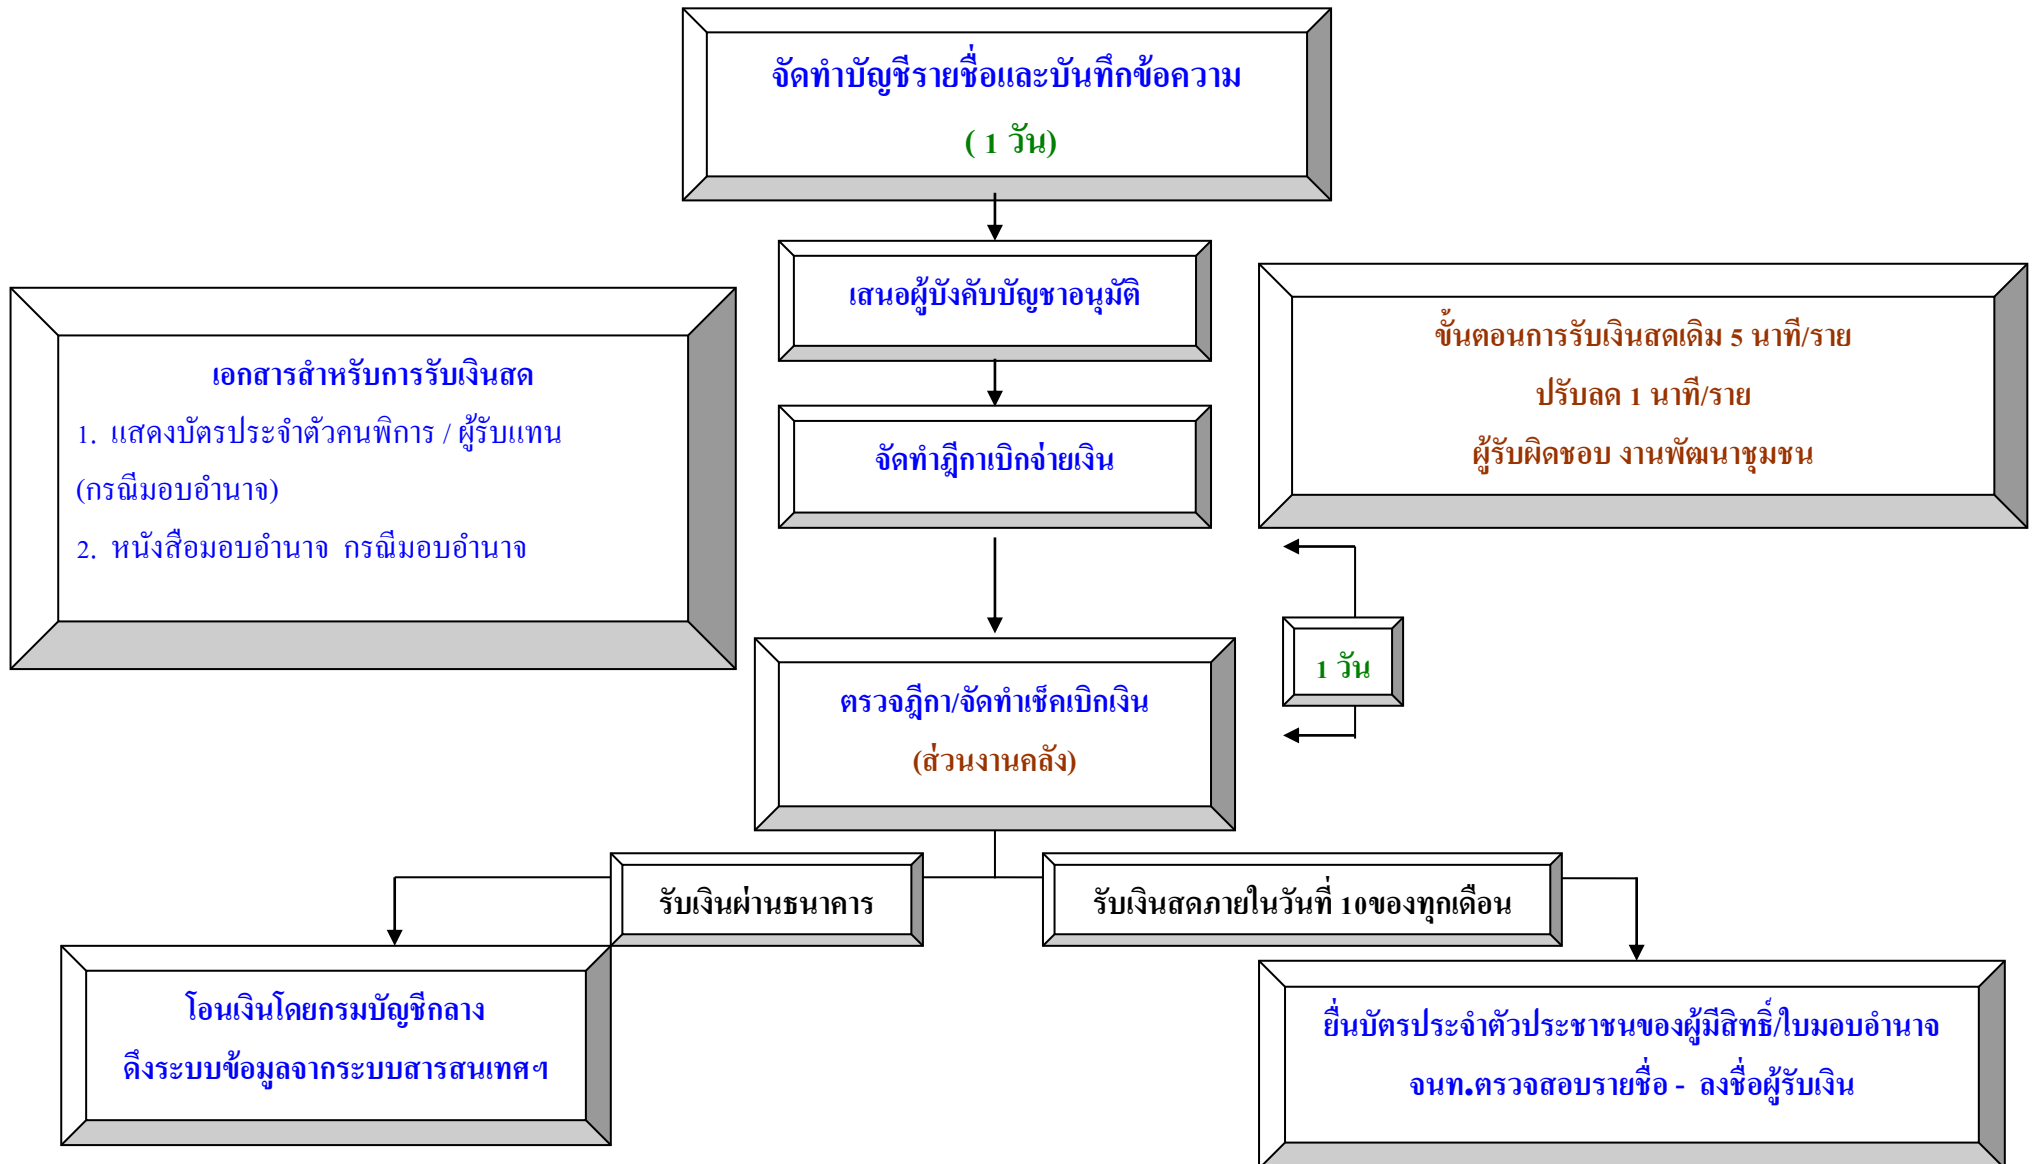 จัดทำบัญชีรายชื่อและบันทึกข้อความ
( 1 วัน)
เสนอผู้บังคับบัญชาอนุมัติ
เอกสารสำหรับการรับเงินสด
1. แสดงบัตรประจำตัวคนพิการ / ผู้รับแทน
(กรณีมอบอำนาจ)
2. หนังสือมอบอำนาจ กรณีมอบอำนาจ
จัดทำฎีกาเบิกจ่ายเงิน
ขั้นตอนการรับเงินสดเดิม 5 นาที/ราย
ปรับลด 1 นาที/ราย
ผู้รับผิดชอบ งานพัฒนาชุมชน
1 วัน
ตรวจฎีกา/จัดทำเช็คเบิกเงิน
(ส่วนงานคลัง)
รับเงินผ่านธนาคาร
รับเงินสดภายในวันที่ 10ของทุกเดือน
โอนเงินโดยกรมบัญชีกลาง
ดึงระบบข้อมูลจากระบบสารสนเทศฯ
ยื่นบัตรประจำตัวประชาชนของผู้มีสิทธิ์/ใบมอบอำนาจ
จนท.ตรวจสอบรายชื่อ - ลงชื่อผู้รับเงิน